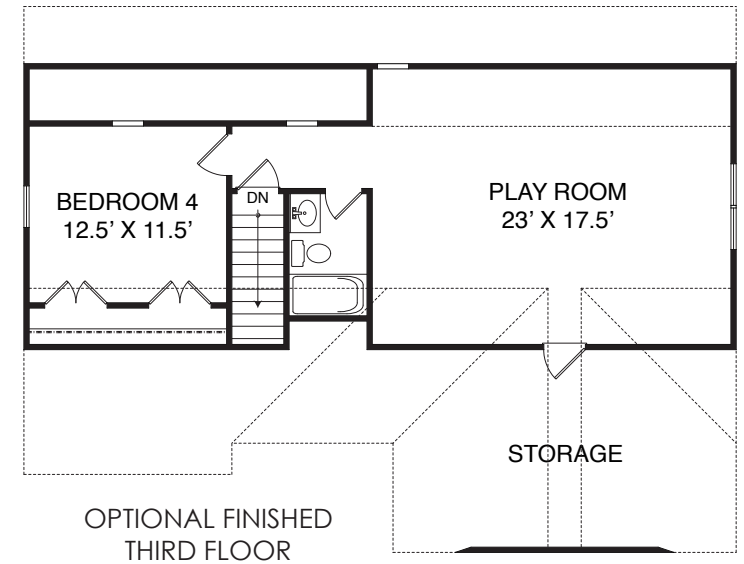 BEDROOM 4
12.5’ X 11.5’
DN
PLAY ROOM
23’ X 17.5’
STORAGE
OPTIONAL FINISHED
THIRD FLOOR